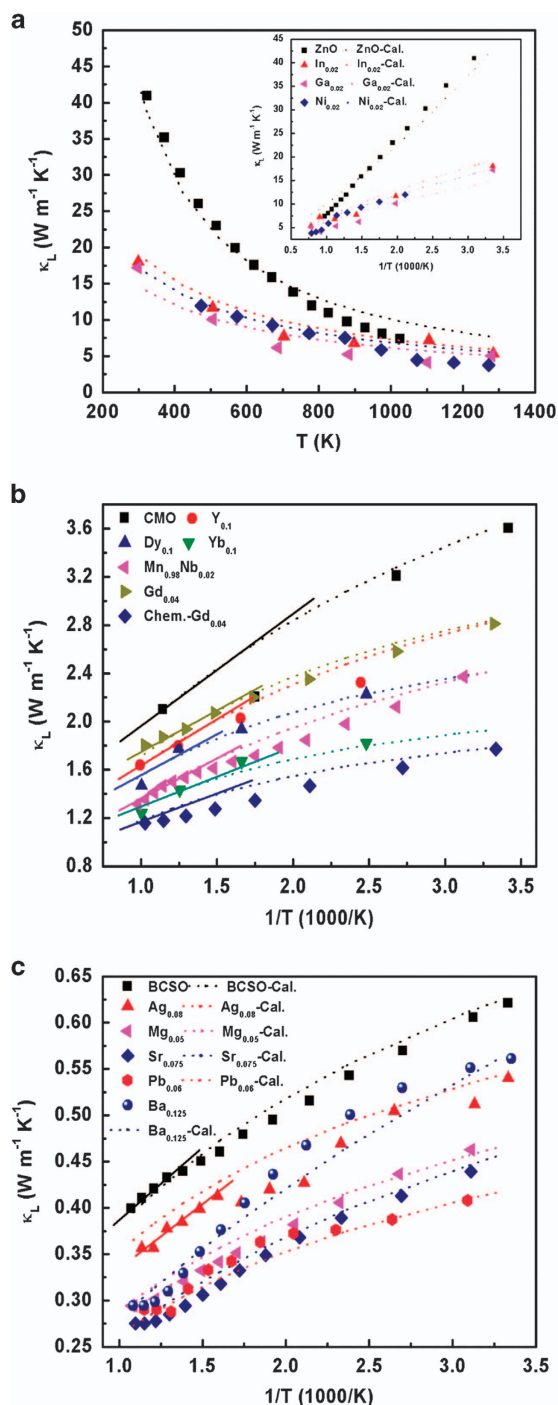 a
50
45
40
35
30
25
20
15
10
5
0
κL (W m-1 K-1)
200 400 600 800 1000 1200 1400
T (K)
ZnO ZnO-Cal.
In0.02 In0.02-Cal.
Ga0.02 Ga0.02-Cal.
Ni0.02 Ni0.02-Cal.
45
40
35
30
25
20
15
10
5
κL (W m-1 K-1)
0.5 1.0 1.5 2.0 2.5 3.0 3.5
1/T (1000/K)
b
CMO Y0.1
Dy0.1 Yb0.1
Mn0.98Nb0.02
Gd0.04
Chem.-Gd0.04
3.6
3.2
2.8
2.4
2.0
1.6
1.2
0.8
κL (W m-1 K-1)
1.0 1.5 2.0 2.5 3.0 3.5
1/T (1000/K)
c
BCSO BCSO-Cal.
Ag0.08 Ag0.08-Cal.
Mg0.05 Mg0.05-Cal.
Sr0.075 Sr0.075-Cal.
Pb0.06 Pb0.06-Cal.
Ba0.125
Ba0.125-Cal.
0.65
0.60
0.55
0.50
0.45
0.40
0.35
0.30
0.25
κL (W m-1 K-1)
1.0 1.5 2.0 2.5 3.0 3.5
1/T (1000/K)